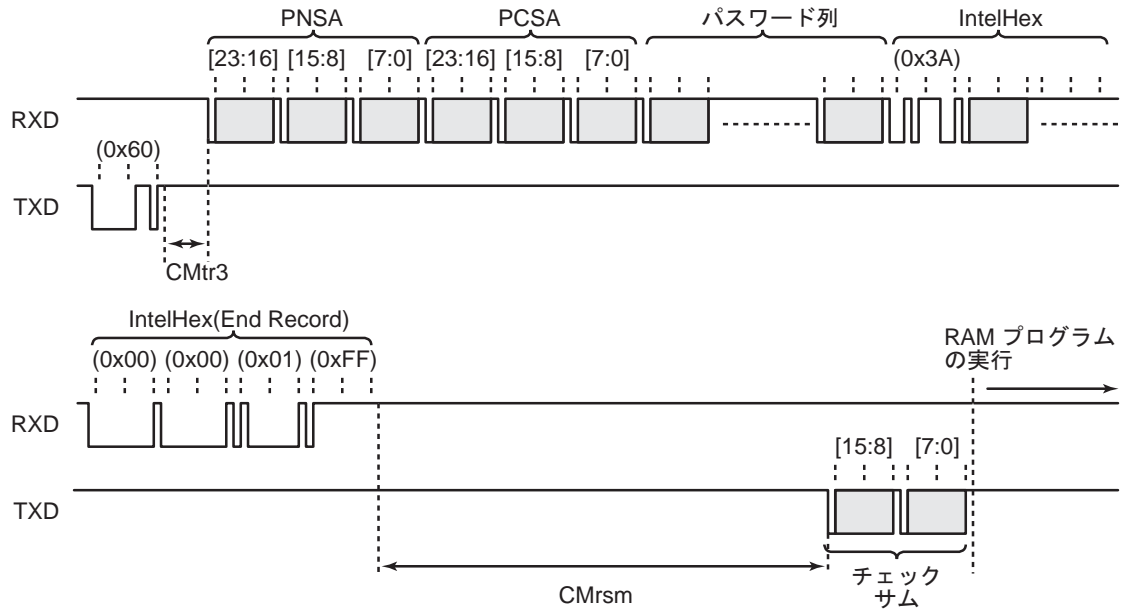 PNSA PCSA パスワード列 IntelHex
[23:16] [15:8] [7:0] [23:16] [15:8] [7:0] (0x3A)
RXD
(0x60)
TXD
CMtr3
IntelHex(End Record)
(0x00) (0x00) (0x01) (0xFF)
RAM プログラム
の実行
RXD
[15:8] [7:0]
TXD
CMrsm
チェック
サム